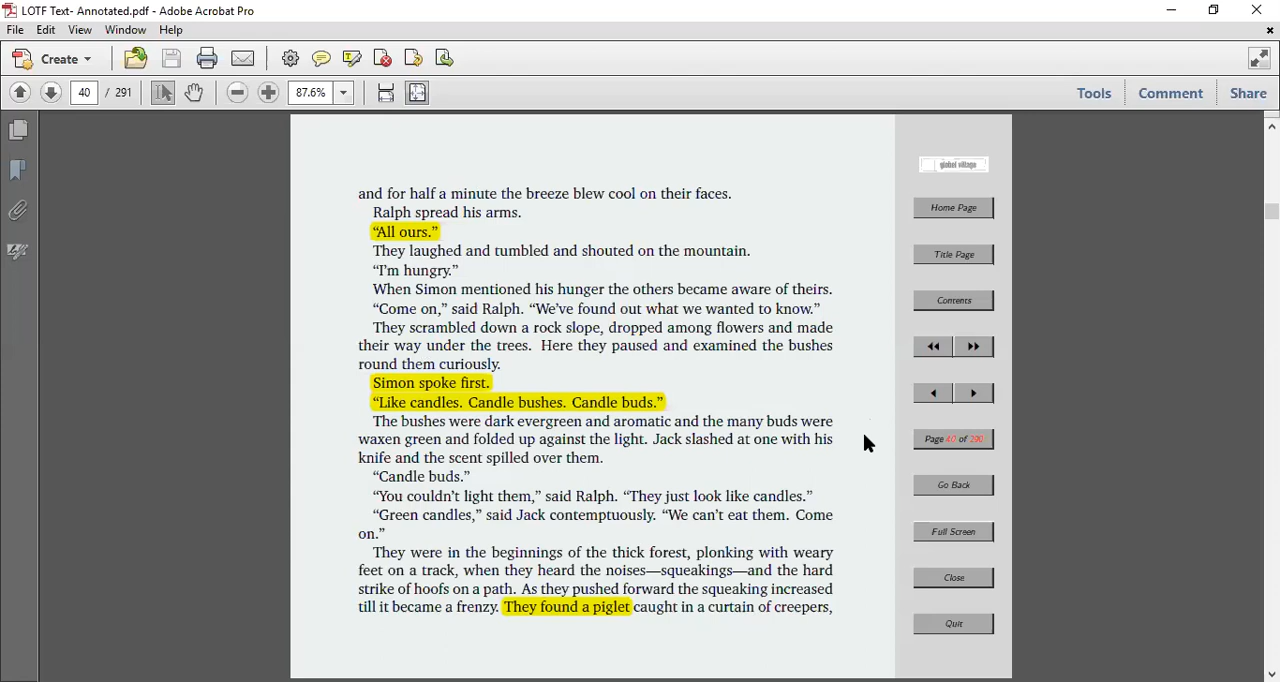 LOTF Text- Annotated.pdf - Adobe Acrobat Pro
File Edit View Window Help
Create
40 / 291 87.6% Tools Comment Share
global village
and for half a minute the breeze blew cool on their faces.
Ralph spread his arms.
“All ours.”
They laughed and tumbled and shouted on the mountain.
“I’m hungry.”
When Simon mentioned his hunger the others became aware of theirs.
“Come on,” said Ralph. “We’ve found out what we wanted to know.”
They scrambled down a rock slope, dropped among flowers and made
their way under the trees. Here they paused and examined the bushes
round them curiously.
Simon spoke first.
“Like candles. Candle bushes. Candle buds.”
The bushes were dark evergreen and aromatic and the many buds were
waxen green and folded up against the light. Jack slashed at one with his
knife and the scent spilled over them.
“Candle buds.”
“You couldn’t light them,” said Ralph. “They just look like candles.”
“Green candles,” said Jack contemptuously. “We can’t eat them. Come
on.”
They were in the beginnings of the thick forest, plonking with weary
feet on a track, when they heard the noises—squeakings—and the hard
strike of hoofs on a path. As they pushed forward the squeaking increased
till it became a frenzy. They found a piglet caught in a curtain of creepers,
Home Page
Title Page
Contents
Page 40 of 290
Go Back
Full Screen
Close
Quit